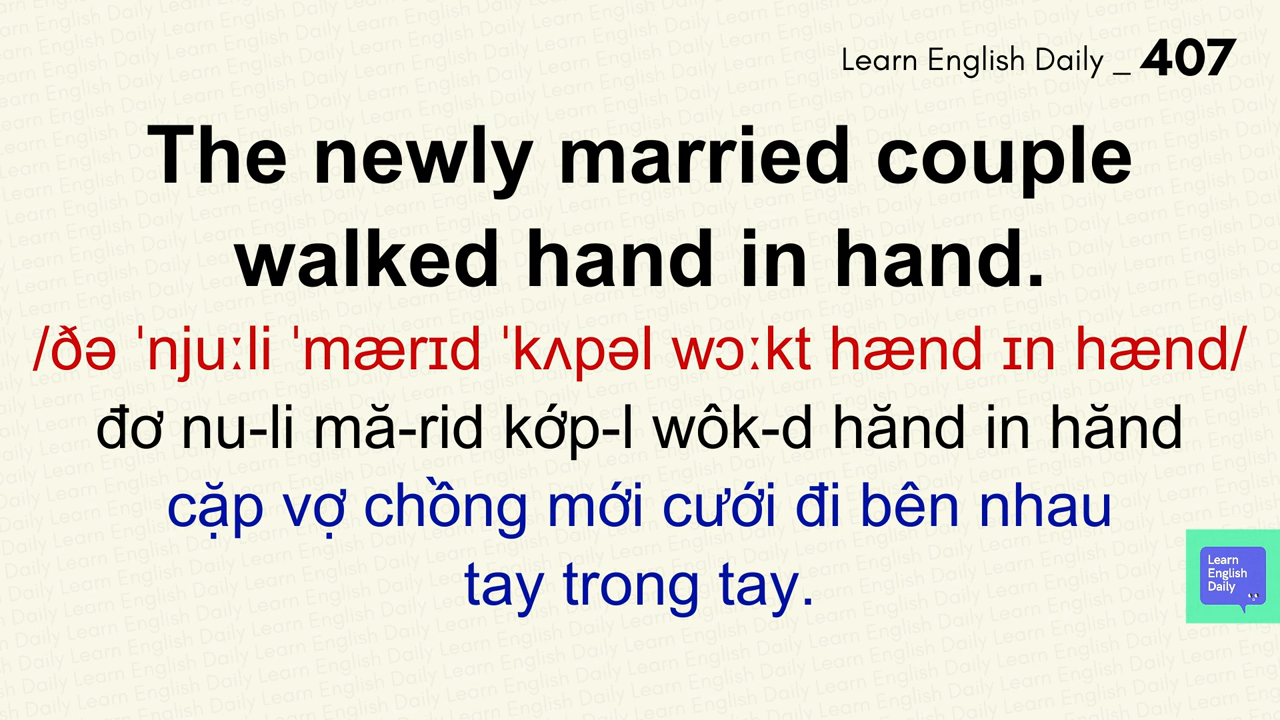 Learn English Daily _ 407
The newly married couple
walked hand in hand.
/ðə ˈnjuːli ˈmærɪd ˈkʌpəl wɔːkt hænd ɪn hænd/
đơ nu-li mă-rid kớp-l wôk-d hănd in hănd
cặp vợ chồng mới cưới đi bên nhau
tay trong tay.
Learn
English
Daily